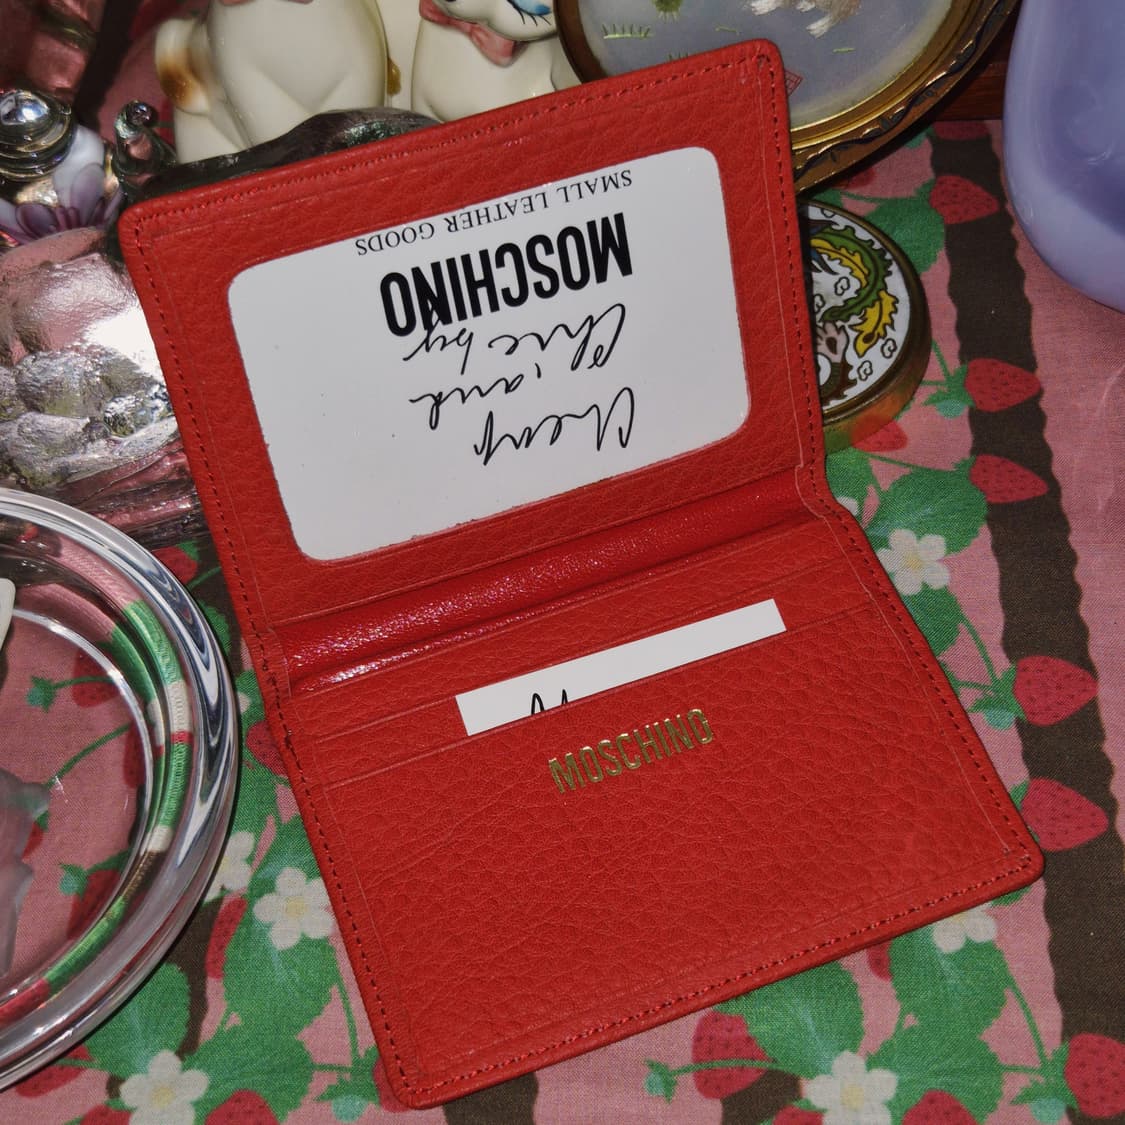 Cheap
and
Chic by
MOSCHINO
SMALL LEATHER GOODS
MOSCHINO